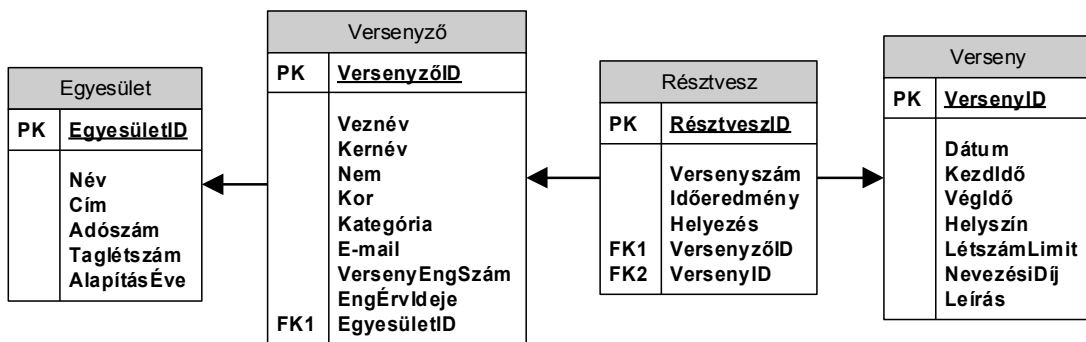 Egyesület
PK EgyesületID
Név
Cím
Adószám
Taglétszám
AlapításÉve
Versenyző
PK VersenyzőID
Veznév
Kernév
Nem
Kor
Kategória
E-mail
VersenyEngSzám
EngÉrvIdeje
FK1 EgyesületID
Résztvesz
PK RésztveszID
Versenyszám
Időeredmény
Helyezés
FK1 VersenyzőID
FK2 VersenyID
Verseny
PK VersenyID
Dátum
KezdIdő
VégIdő
Helyszín
LétszámLimit
NevezésiDíj
Leírás